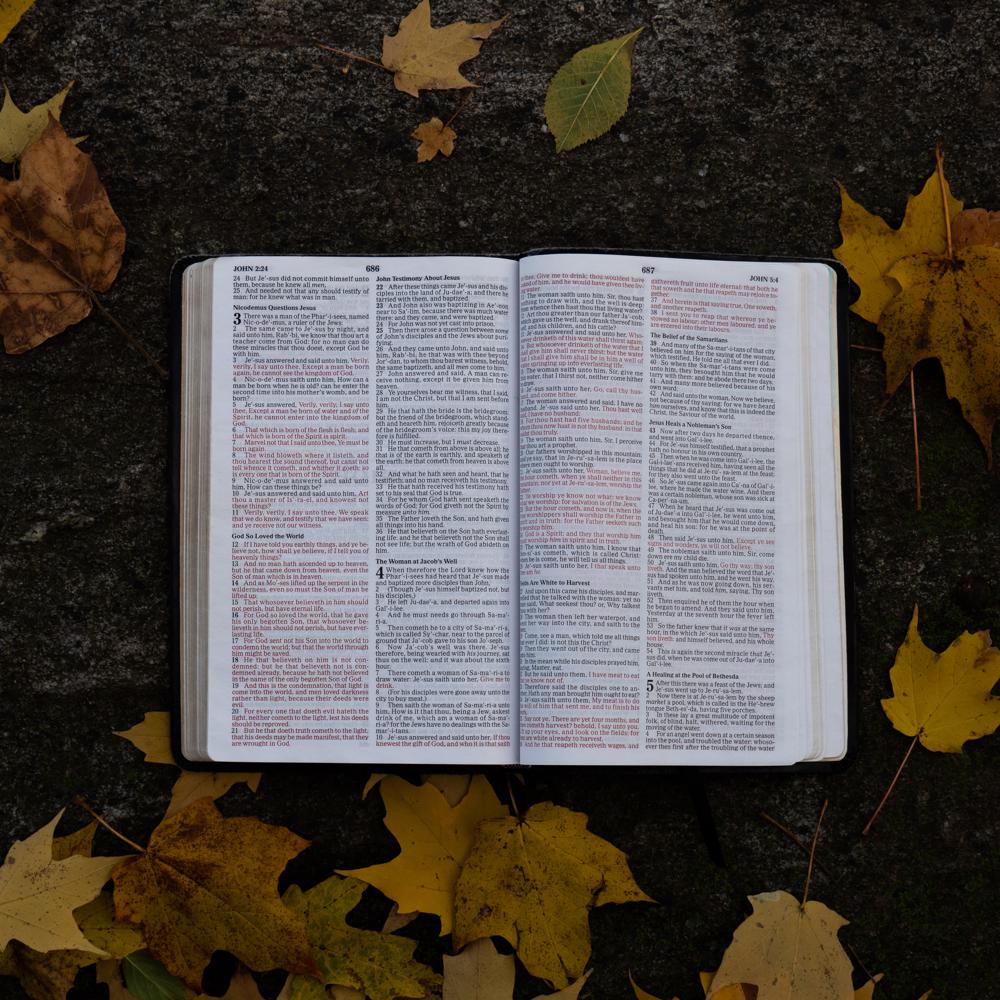 JOHN 2:24
686
24 But Je'-sus did not commit himself unto
them, because he knew all men,
25 And needed not that any should testify of
man: for he knew what was in man.
Nicodemus Questions Jesus
3 There was a man of the Phar'-i-sees, named
Nic-o-de'-mus, a ruler of the Jews:
2 The same came to Je'-sus by night, and
said unto him, Rab'-bi, we know that thou art a
teacher come from God: for no man can do
these miracles that thou doest, except God be
with him.
3 Je'-sus answered and said unto him, Verily,
verily, I say unto thee, Except a man be born
again, he cannot see the kingdom of God.
4 Nic-o-de'-mus saith unto him, How can a
man be born when he is old? can he enter the
second time into his mother's womb, and be
born?
5 Je'-sus answered, Verily, verily, I say unto
thee, Except a man be born of water and of the
Spirit, he cannot enter into the kingdom of
God.
6 That which is born of the flesh is flesh; and
that which is born of the Spirit is spirit.
7 Marvel not that I said unto thee, Ye must be
born again.
8 The wind bloweth where it listeth, and
thou hearest the sound thereof, but canst not
tell whence it cometh, and whither it goeth: so
is every one that is born of the Spirit.
9 Nic-o-de'-mus answered and said unto
him, How can these things be?
10 Je'-sus answered and said unto him, Art
thou a master of Is'-ra-el, and knowest not
these things?
11 Verily, verily, I say unto thee, We speak
that we do know, and testify that we have seen;
and ye receive not our witness.
God So Loved the World
12 If I have told you earthly things, and ye be-
lieve not, how shall ye believe, if I tell you of
heavenly things?
13 And no man hath ascended up to heaven,
but he that came down from heaven, even the
Son of man which is in heaven.
14 And as Mo'-ses lifted up the serpent in the
wilderness, even so must the Son of man be
lifted up:
15 That whosoever believeth in him should
not perish, but have eternal life.
16 For God so loved the world, that he gave
his only begotten Son, that whosoever be-
lieveth in him should not perish, but have ever-
lasting life.
17 For God sent not his Son into the world to
condemn the world; but that the world through
him might be saved.
18 He that believeth on him is not con-
demned: but he that believeth not is con-
demned already, because he hath not believed
in the name of the only begotten Son of God.
19 And this is the condemnation, that light is
come into the world, and men loved darkness
rather than light, because their deeds were
evil.
20 For every one that doeth evil hateth the
light, neither cometh to the light, lest his deeds
should be reproved.
21 But he that doeth truth cometh to the light,
that his deeds may be made manifest, that they
are wrought in God.
John Testimony About Jesus
22 After these things came Je'-sus and his dis-
ciples into the land of Ju-dae'-a; and there he
tarried with them, and baptized.
23 And John also was baptizing in Ae'-non
near to Sa'-lim, because there was much water
there: and they came, and were baptized.
24 For John was not yet cast into prison.
25 Then there arose a question between some
of John's disciples and the Jews about puri-
fying.
26 And they came unto John, and said unto
him, Rab'-bi, he that was with thee beyond
Jor'-dan, to whom thou barest witness, behold,
the same baptizeth, and all men come to him.
27 John answered and said, A man can re-
ceive nothing, except it be given him from
heaven.
28 Ye yourselves bear me witness, that I said,
I am not the Christ, but that I am sent before
him.
29 He that hath the bride is the bridegroom:
but the friend of the bridegroom, which stand-
eth and heareth him, rejoiceth greatly because
of the bridegroom's voice: this my joy there-
fore is fulfilled.
30 He must increase, but I must decrease.
31 He that cometh from above is above all: he
that is of the earth is earthly, and speaketh of
the earth: he that cometh from heaven is above
all.
32 And what he hath seen and heard, that he
testifieth; and no man receiveth his testimony.
33 He that hath received his testimony hath
set to his seal that God is true.
34 For he whom God hath sent speaketh the
words of God: for God giveth not the Spirit by
measure unto him.
35 The Father loveth the Son, and hath given
all things into his hand.
36 He that believeth on the Son hath everlast-
ing life: and he that believeth not the Son shall
not see life; but the wrath of God abideth on
him.
The Woman at Jacob's Well
4 When therefore the Lord knew how the
Phar'-i-sees had heard that Je'-sus made
and baptized more disciples than John,
2 (Though Je'-sus himself baptized not, but
his disciples,)
3 He left Ju-dae'-a, and departed again into
Gal'-i-lee.
4 And he must needs go through Sa-ma'-
ri-a.
5 Then cometh he to a city of Sa-ma'-ri-a,
which is called Sy'-char, near to the parcel of
ground that Ja'-cob gave to his son Jo'-seph.
6 Now Ja'-cob's well was there. Je'-sus
therefore, being wearied with his journey, sat
thus on the well: and it was about the sixth
hour.
7 There cometh a woman of Sa-ma'-ri-a to
draw water: Je'-sus saith unto her, Give me to
drink.
8 (For his disciples were gone away unto the
city to buy meat.)
9 Then saith the woman of Sa-ma'-ri-a unto
him, How is it that thou, being a Jew, askest
drink of me, which am a woman of Sa-ma'-
ri-a? for the Jews have no dealings with the Sa-
mar'-i-tans.
10 Je'-sus answered and said unto her, If thou
knewest the gift of God, and who it is that saith
687
JOHN 5:4
thee, Give me to drink; thou wouldest have
asked of him, and he would have given thee liv-
water.
The woman saith unto him, Sir, thou hast
nothing to draw with, and the well is deep:
whence then hast thou that living water?
Art thou greater than our father Ja'-cob,
which gave us the well, and drank thereof him-
self, and his children, and his cattle?
Je'-sus answered and said unto her, Who-
soever drinketh of this water shall thirst again:
whosoever drinketh of the water that I
shall give him shall never thirst; but the water
that I shall give him shall be in him a well of
water springing up into everlasting life.
The woman saith unto him, Sir, give me
this water, that I thirst not, neither come hither
to draw.
Je'-sus saith unto her, Go, call thy hus-
band, and come hither.
The woman answered and said, I have no
husband. Je'-sus said unto her, Thou hast well
said, I have no husband:
For thou hast had five husbands; and he
whom thou now hast is not thy husband: in that
saidst thou truly.
The woman saith unto him, Sir, I perceive
that thou art a prophet.
Our fathers worshipped in this mountain;
and ye say, that in Je-ru'-sa-lem is the place
where men ought to worship.
Je'-sus saith unto her, Woman, believe me,
the hour cometh, when ye shall neither in this
mountain, nor yet at Je-ru'-sa-lem, worship the
Father.
Ye worship ye know not what: we know
what we worship: for salvation is of the Jews.
But the hour cometh, and now is, when the
true worshippers shall worship the Father in
spirit and in truth: for the Father seeketh such
to worship him.
God is a Spirit: and they that worship him
must worship him in spirit and in truth.
The woman saith unto him, I know that
Mes-si'-as cometh, which is called Christ:
when he is come, he will tell us all things.
Je'-sus saith unto her, I that speak unto
thee am he.
Fields Are White to Harvest
And upon this came his disciples, and mar-
velled that he talked with the woman: yet no
man said, What seekest thou? or, Why talkest
thou with her?
The woman then left her waterpot, and
went her way into the city, and saith to the
men,
Come, see a man, which told me all things
that ever I did: is not this the Christ?
Then they went out of the city, and came
unto him.
In the mean while his disciples prayed him,
saying, Master, eat.
But he said unto them, I have meat to eat
that ye know not of.
Therefore said the disciples one to an-
other, Hath any man brought him ought to eat?
Je'-sus saith unto them, My meat is to do
the will of him that sent me, and to finish his
work.
Say not ye, There are yet four months, and
then cometh harvest? behold, I say unto you,
Lift up your eyes, and look on the fields; for
they are white already to harvest.
And he that reapeth receiveth wages, and
gathereth fruit unto life eternal: that both he
that soweth and he that reapeth may rejoice to-
gether.
37 And herein is that saying true, One soweth,
and another reapeth.
38 I sent you to reap that whereon ye be-
stowed no labour: other men laboured, and ye
are entered into their labours.
The Belief of the Samaritans
39 And many of the Sa-mar'-i-tans of that city
believed on him for the saying of the woman,
which testified, He told me all that ever I did.
40 So when the Sa-mar'-i-tans were come
unto him, they besought him that he would
tarry with them: and he abode there two days.
41 And many more believed because of his
own word;
42 And said unto the woman, Now we believe,
not because of thy saying: for we have heard
him ourselves, and know that this is indeed the
Christ, the Saviour of the world.
Jesus Heals a Nobleman's Son
43 Now after two days he departed thence,
and went into Gal'-i-lee.
44 For Je'-sus himself testified, that a prophet
hath no honour in his own country.
45 Then when he was come into Gal'-i-lee, the
Gal-i-lae'-ans received him, having seen all the
things that he did at Je-ru'-sa-lem at the feast:
for they also went unto the feast.
46 So Je'-sus came again into Ca'-na of Gal'-i-
lee, where he made the water wine. And there
was a certain nobleman, whose son was sick at
Ca-per'-na-um.
47 When he heard that Je'-sus was come out
of Ju-dae'-a into Gal'-i-lee, he went unto him,
and besought him that he would come down,
and heal his son: for he was at the point of
death.
48 Then said Je'-sus unto him, Except ye see
signs and wonders, ye will not believe.
49 The nobleman saith unto him, Sir, come
down ere my child die.
50 Je'-sus saith unto him, Go thy way; thy son
liveth. And the man believed the word that Je'-
sus had spoken unto him, and he went his way.
51 And as he was now going down, his ser-
vants met him, and told him, saying, Thy son
liveth.
52 Then enquired he of them the hour when
he began to amend. And they said unto him,
Yesterday at the seventh hour the fever left
him.
53 So the father knew that it was at the same
hour, in the which Je'-sus said unto him, Thy
son liveth: and himself believed, and his whole
house.
54 This is again the second miracle that Je'-
sus did, when he was come out of Ju-dae'-a into
Gal'-i-lee.
A Healing at the Pool of Bethesda
5 After this there was a feast of the Jews; and
Je'-sus went up to Je-ru'-sa-lem.
2 Now there is at Je-ru'-sa-lem by the sheep
market a pool, which is called in the He'-brew
tongue Beth-es'-da, having five porches.
3 In these lay a great multitude of impotent
folk, of blind, halt, withered, waiting for the
moving of the water.
4 For an angel went down at a certain season
into the pool, and troubled the water: whoso-
ever then first after the troubling of the water